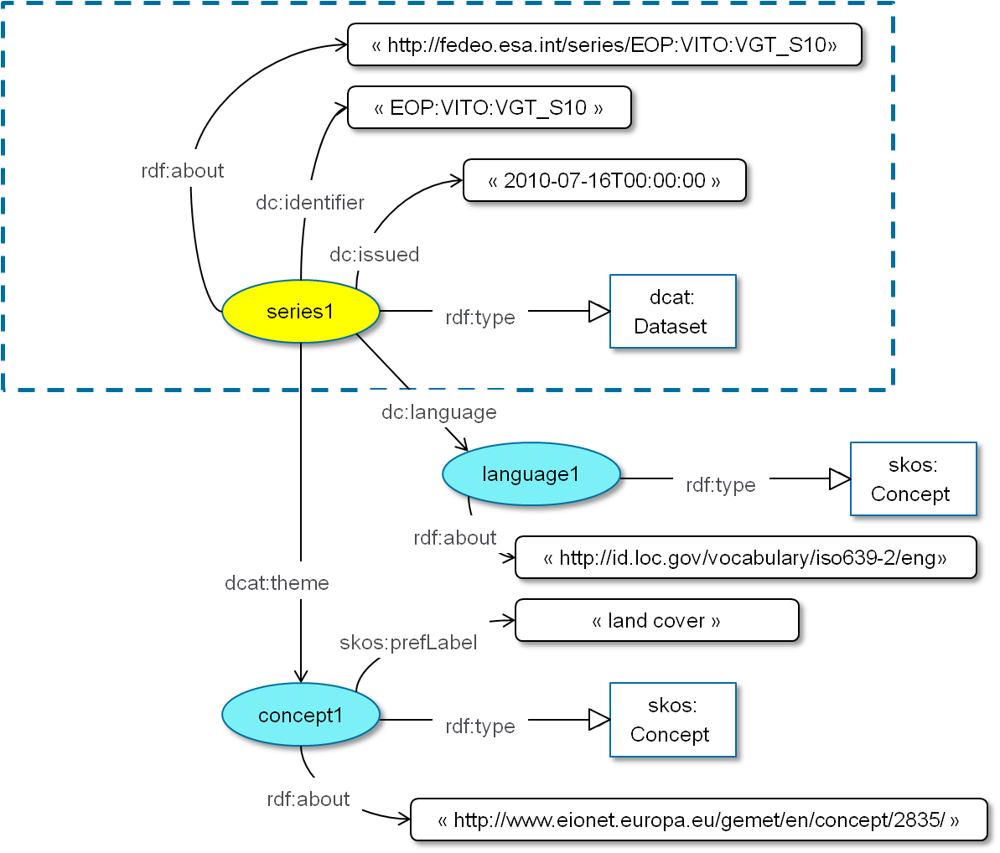 « http://fedeo.esa.int/series/EOP:VITO:VGT_S10»
« EOP:VITO:VGT_S10 »
rdf:about
« 2010-07-16T00:00:00 »
dc:identifier
dc:issued
series1
rdf:type
dcat:
Dataset
dc:language
language1
rdf:type
skos:
Concept
rdf:about
« http://id.loc.gov/vocabulary/iso639-2/eng»
dcat:theme
« land cover »
skos:prefLabel
concept1
rdf:type
skos:
Concept
rdf:about
« http://www.eionet.europa.eu/gemet/en/concept/2835/ »